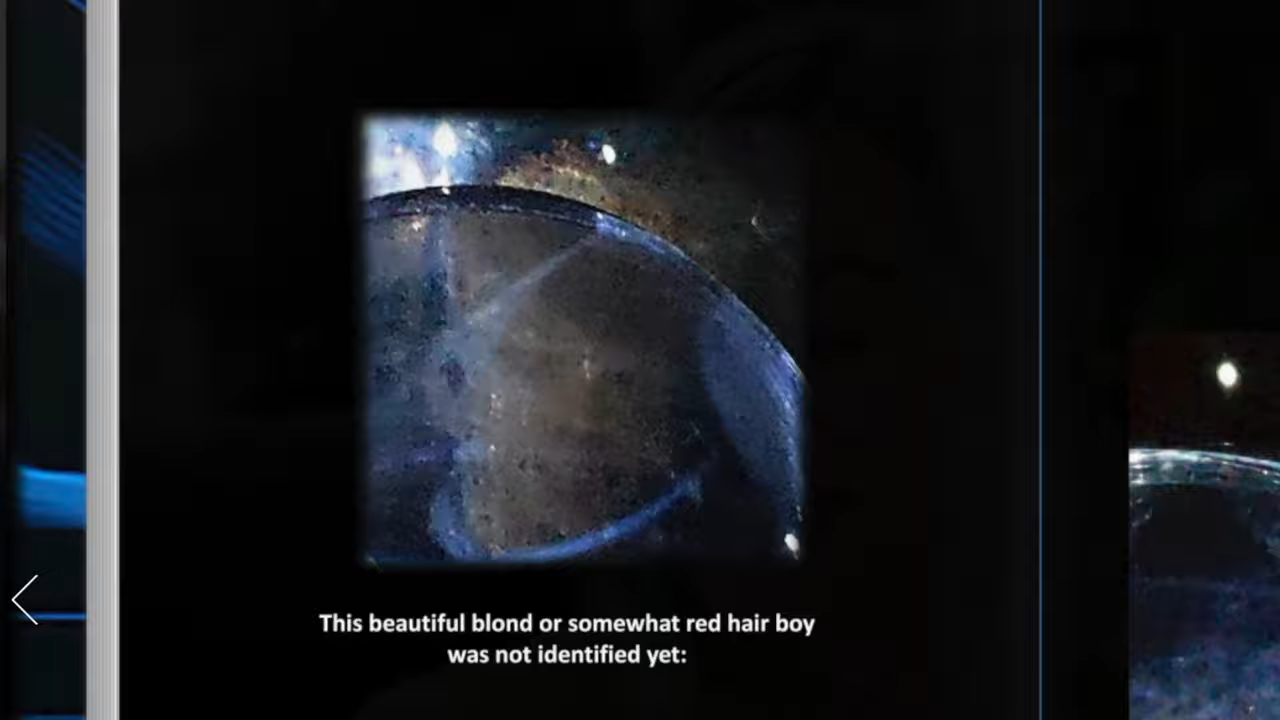 This beautiful blond or somewhat red hair boy
was not identified yet: